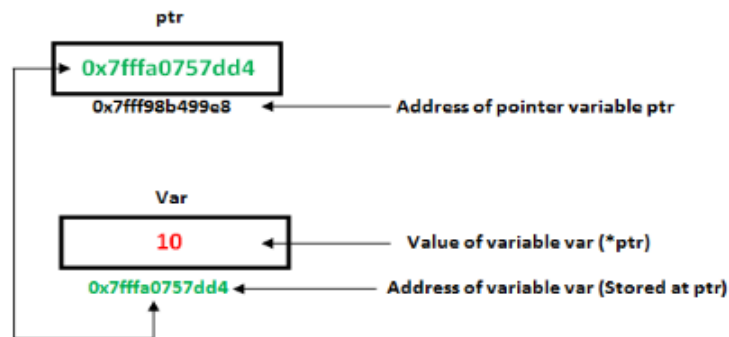 ptr
0x7fffa0757dd4
0x7fff98b499e8 Address of pointer variable ptr
Var
10 Value of variable var (*ptr)
0x7fffa0757dd4 Address of variable var (Stored at ptr)